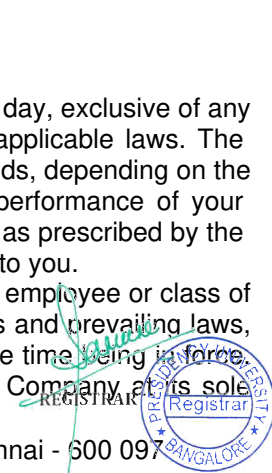 day, exclusive of any
applicable laws. The
ds, depending on the
performance of your
as prescribed by the
to you.
employee or class of
s and prevailing laws,
e time being in force.
Company at its sole
REGISTRAR
PRESIDENCY UNIVERSITY
Registrar
BANGALORE
nnai - 600 097